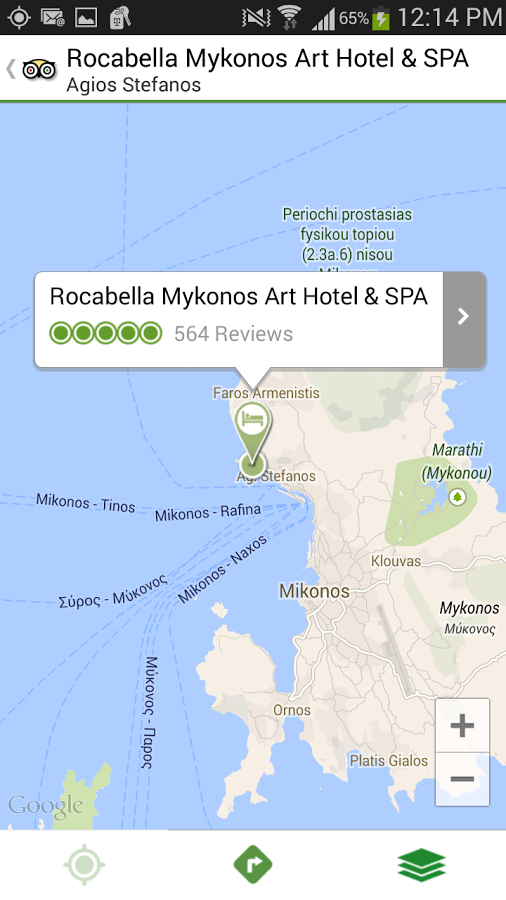 65% 12:14 PM
Rocabella Mykonos Art Hotel & SPA
Agios Stefanos
Periochi prostasias
fysikou topiou
(2.3a.6) nisou
Rocabella Mykonos Art Hotel & SPA
564 Reviews
Faros Armenistis
Agi. Stefanos
Marathi
(Mykonou)
Mikonos - Tinos
Mikonos - Rafina
Mikonos - Naxos
Klouvas
Σύρος - Μύκονος
Mikonos
Mykonos
Μύκονος
Μύκονος - Πάρος
Ornos
Platis Gialos
Google